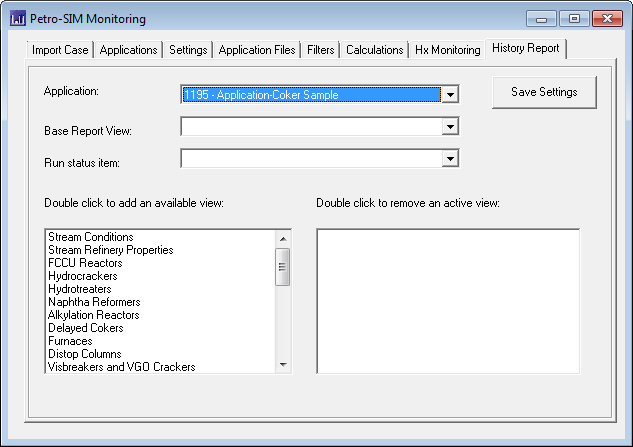 Petro-SIM Monitoring
Import Case Applications Settings Application Files Filters Calculations Hx Monitoring History Report
Application: 1195 - Application-Coker Sample Save Settings
Base Report View:
Run status item:
Double click to add an available view: Double click to remove an active view:
Stream Conditions
Stream Refinery Properties
FCCU Reactors
Hydrocrackers
Hydrotreaters
Naphtha Reformers
Alkylation Reactors
Delayed Cokers
Furnaces
Distop Columns
Visbreakers and VGO Crackers